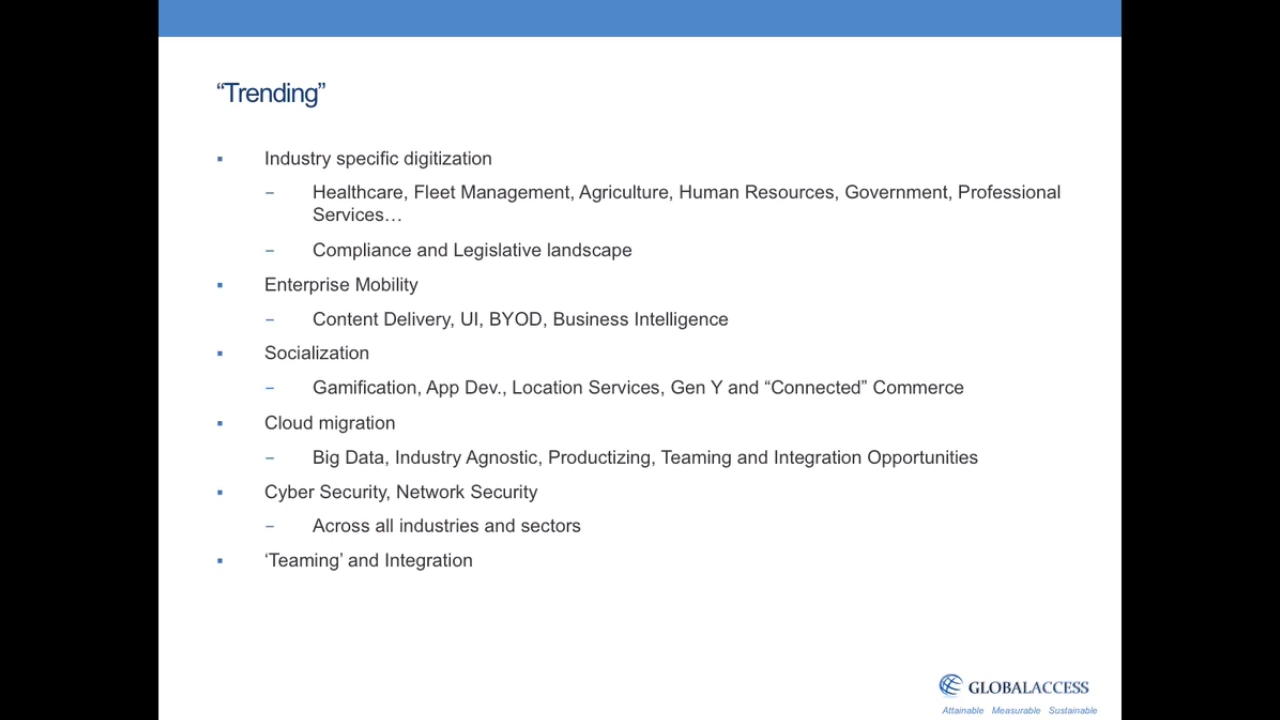 “Trending”
▪ Industry specific digitization
– Healthcare, Fleet Management, Agriculture, Human Resources, Government, Professional
Services…
– Compliance and Legislative landscape
▪ Enterprise Mobility
– Content Delivery, UI, BYOD, Business Intelligence
▪ Socialization
– Gamification, App Dev., Location Services, Gen Y and “Connected” Commerce
▪ Cloud migration
– Big Data, Industry Agnostic, Productizing, Teaming and Integration Opportunities
▪ Cyber Security, Network Security
– Across all industries and sectors
▪ ‘Teaming’ and Integration
GLOBALACCESS
Attainable Measurable Sustainable